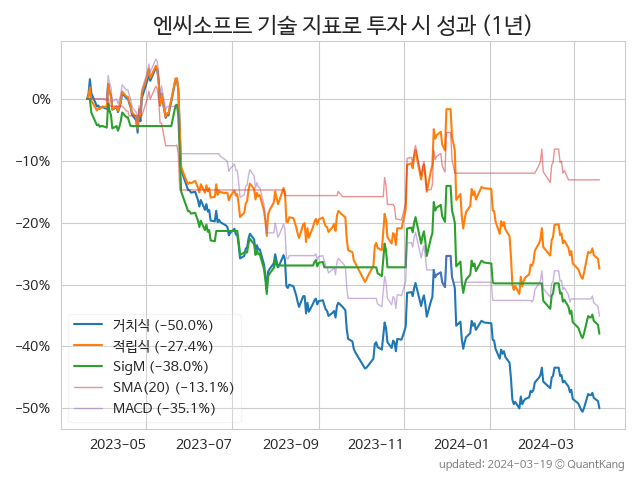 엔씨소프트 기술 지표로 투자 시 성과 (1년)
0%
−10%
−20%
−30%
−40%
−50%
거치식 (−50.0%)
적립식 (−27.4%)
SigM (−38.0%)
SMA(20) (−13.1%)
MACD (−35.1%)
2023−05
2023−07
2023−09
2023−11
2024−01
2024−03
updated: 2024−03−19 © QuantKang